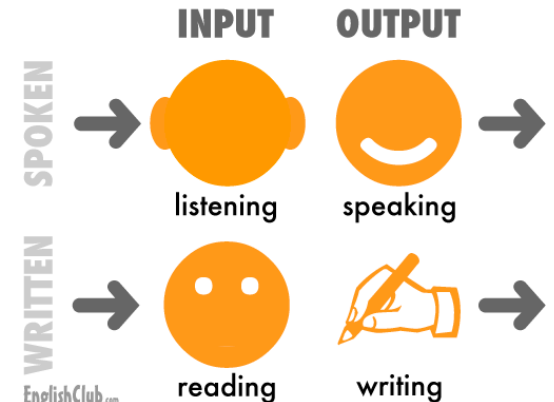 INPUT OUTPUT
SPOKEN
listening speaking
WRITTEN
reading writing
EnglishClub.com